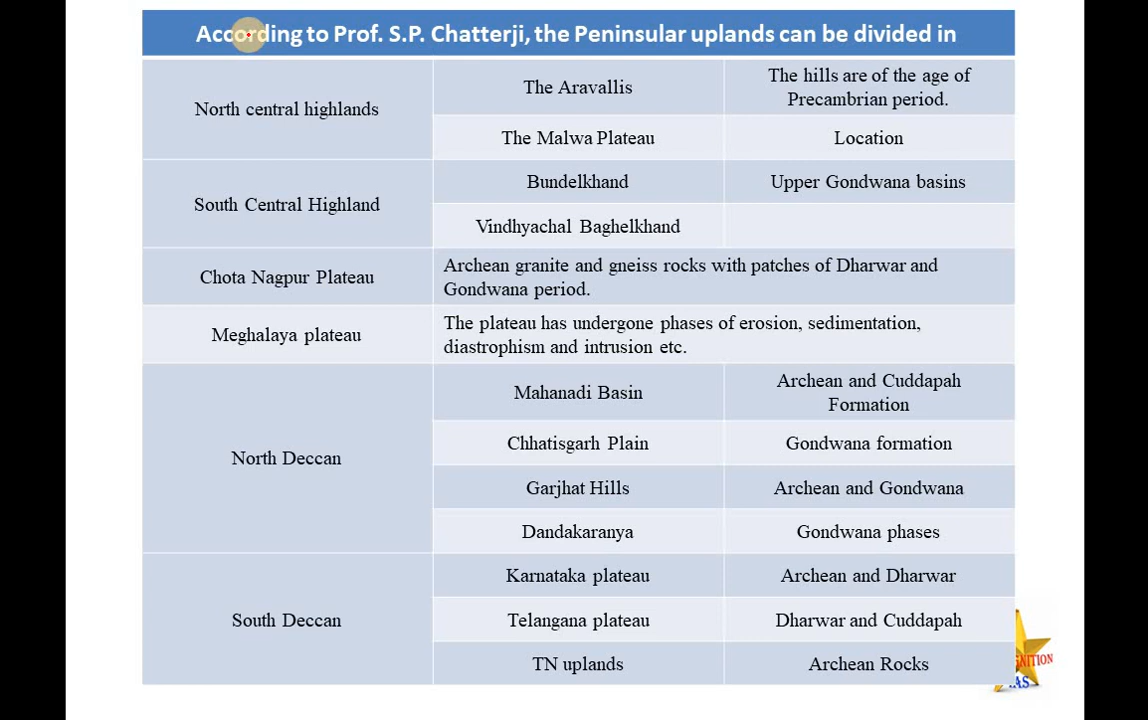 According to Prof. S.P. Chatterji, the Peninsular uplands can be divided in
North central highlands
The Aravallis
The hills are of the age of
Precambrian period.
The Malwa Plateau
Location
South Central Highland
Bundelkhand
Upper Gondwana basins
Vindhyachal Baghelkhand
Chota Nagpur Plateau
Archean granite and gneiss rocks with patches of Dharwar and
Gondwana period.
Meghalaya plateau
The plateau has undergone phases of erosion, sedimentation,
diastrophism and intrusion etc.
North Deccan
Mahanadi Basin
Archean and Cuddapah
Formation
Chhatisgarh Plain
Gondwana formation
Garjhat Hills
Archean and Gondwana
Dandakaranya
Gondwana phases
South Deccan
Karnataka plateau
Archean and Dharwar
Telangana plateau
Dharwar and Cuddapah
TN uplands
Archean Rocks